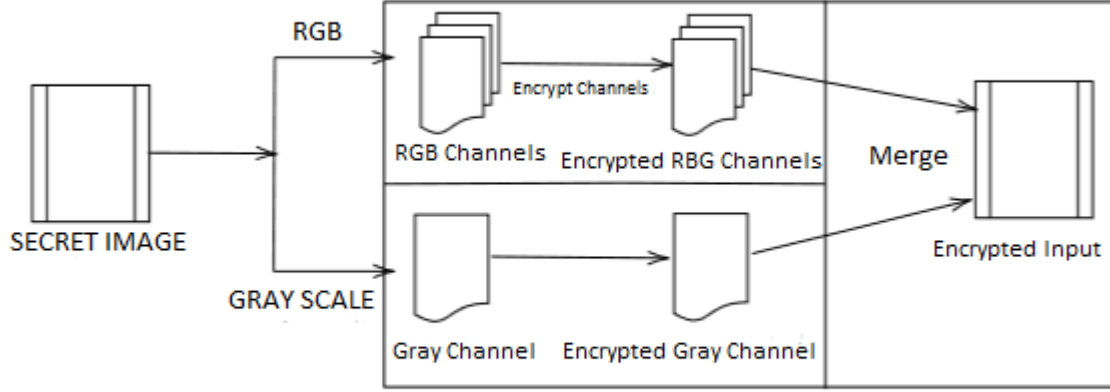 RGB
Encrypt Channels
RGB Channels
Encrypted RBG Channels
Merge
SECRET IMAGE
Encrypted Input
GRAY SCALE
Gray Channel
Encrypted Gray Channel